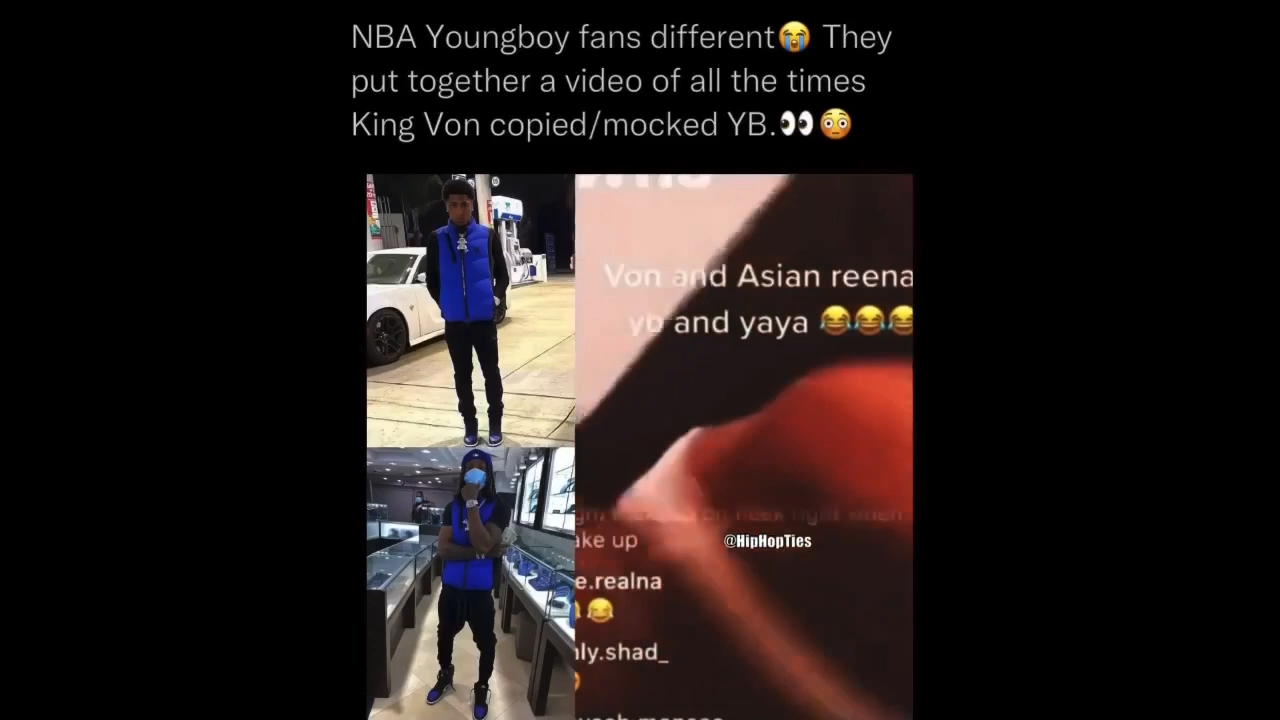 NBA Youngboy fans different😭 They
put together a video of all the times
King Von copied/mocked YB.👀😳
Von and Asian reena
yb and yaya 😂😂😂
ake up
@HipHopTies
e.realna
😂
nly.shad_